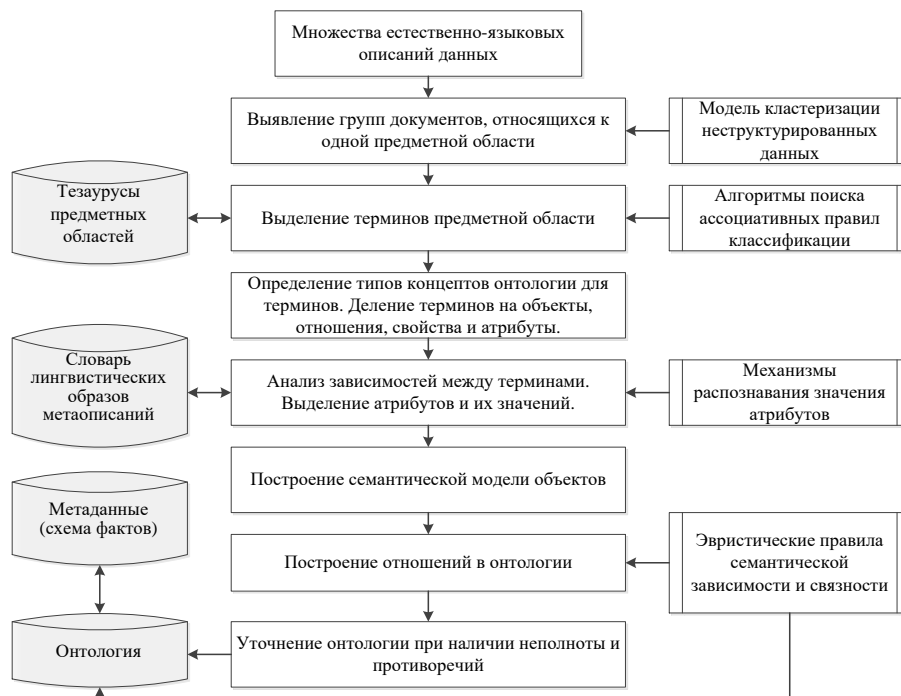 Множества естественно-языковых
описаний данных
Выявление групп документов, относящихся к
одной предметной области
Модель кластеризации
неструктурированных
данных
Тезаурусы
предметных
областей
Выделение терминов предметной области
Алгоритмы поиска
ассоциативных правил
классификации
Определение типов концептов онтологии для
терминов. Деление терминов на объекты,
отношения, свойства и атрибуты.
Словарь
лингвистических
образов
метаописаний
Анализ зависимостей между терминами.
Выделение атрибутов и их значений.
Механизмы
распознавания значения
атрибутов
Построение семантической модели объектов
Метаданные
(схема фактов)
Построение отношений в онтологии
Эвристические правила
семантической
зависимости и связности
Онтология
Уточнение онтологии при наличии неполноты и
противоречий